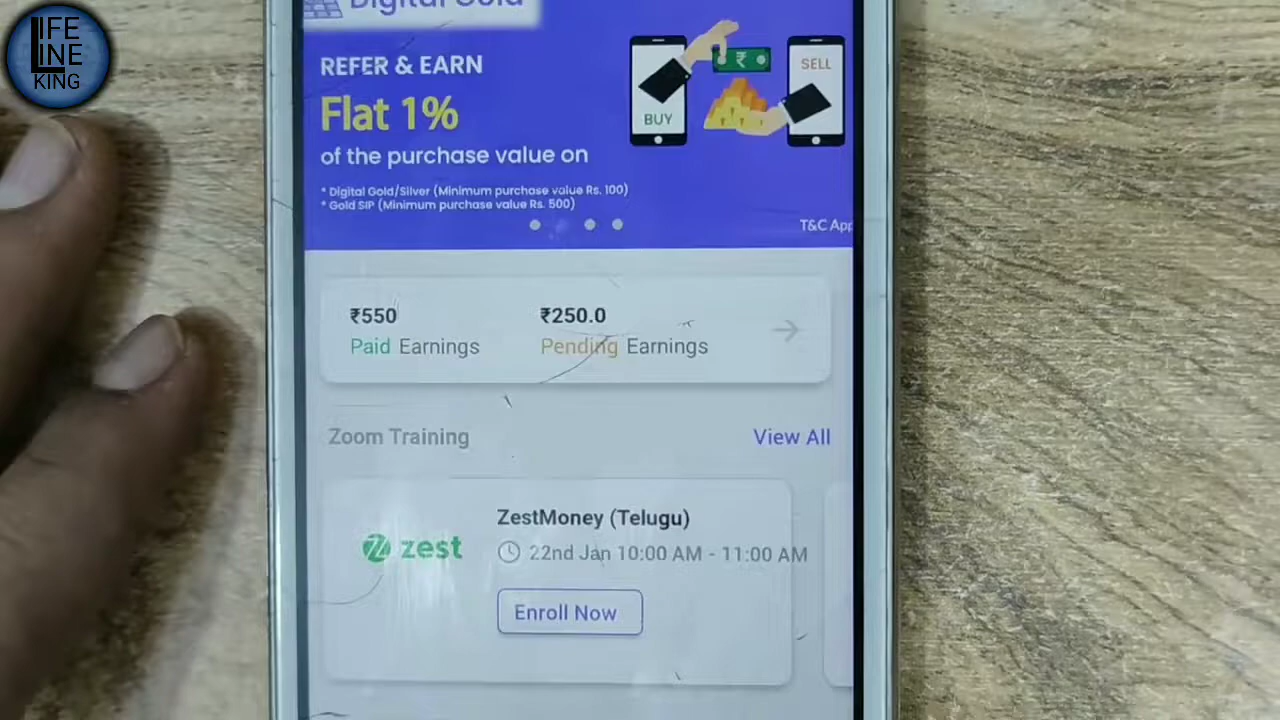 LIFE
LINE
KING
Digital Gold
REFER & EARN
Flat 1%
of the purchase value on
* Digital Gold/Silver (Minimum purchase value Rs. 100)
* Gold SIP (Minimum purchase value Rs. 500)
T&C App
BUY
SELL
₹
₹550
Paid Earnings
₹250.0
Pending Earnings
Zoom Training
View All
zest
ZestMoney (Telugu)
22nd Jan 10:00 AM - 11:00 AM
Enroll Now